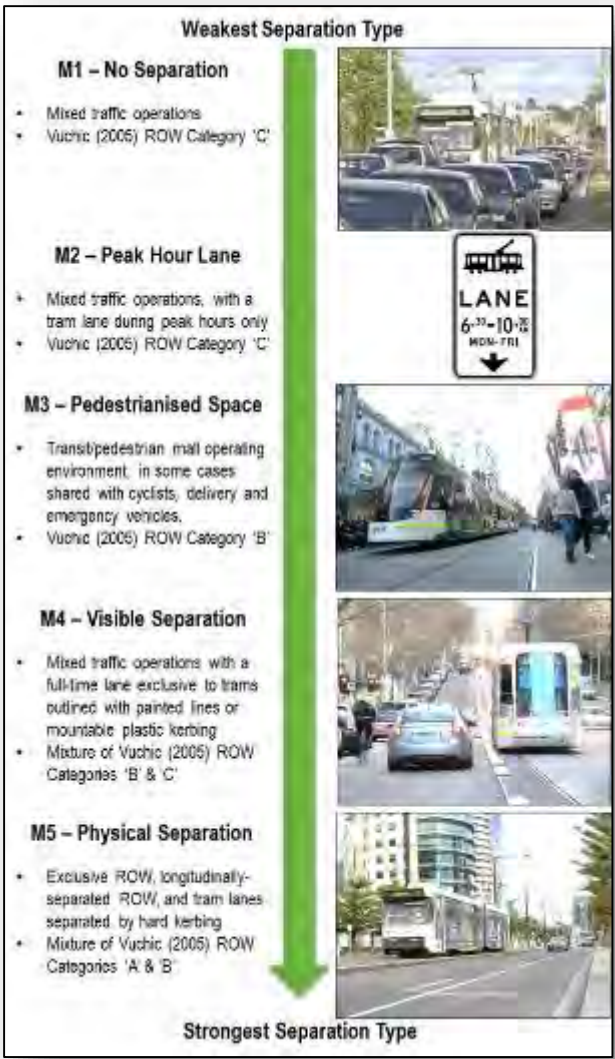 Weakest Separation Type
M1 – No Separation
• Mixed traffic operations
• Vuchic (2005) ROW Category 'C'
M2 – Peak Hour Lane
• Mixed traffic operations, with a
tram lane during peak hours only
• Vuchic (2005) ROW Category 'C'
LANE
6.30-10.30
AM
MON-FRI
M3 – Pedestrianised Space
• Transit/pedestrian mall operating
environment, in some cases
shared with cyclists, delivery and
emergency vehicles.
• Vuchic (2005) ROW Category 'B'
M4 – Visible Separation
• Mixed traffic operations with a
full-time lane exclusive to trams
outlined with painted lines or
mountable plastic kerbing
• Mixture of Vuchic (2005) ROW
Categories 'B' & 'C'
M5 – Physical Separation
• Exclusive ROW, longitudinally-
separated ROW, and tram lanes
separated by hard kerbing
• Mixture of Vuchic (2005) ROW
Categories 'A' & 'B'
Strongest Separation Type